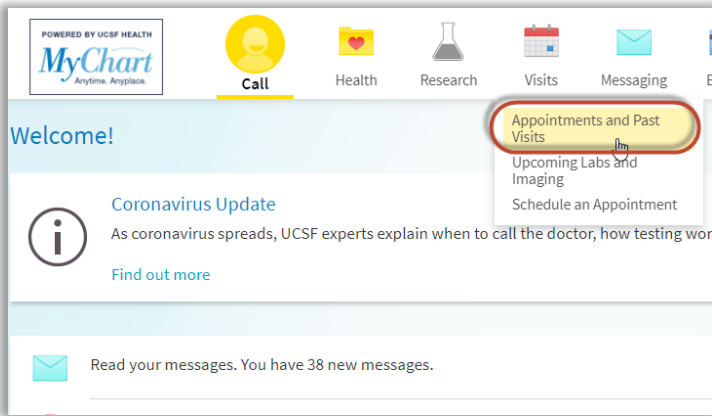 POWERED BY UCSF HEALTH
MyChart
Anytime. Anyplace.
Call
Health
Research
Visits
Messaging
Welcome!
Appointments and Past
Visits
Upcoming Labs and
Imaging
Schedule an Appointment
Coronavirus Update
As coronavirus spreads, UCSF experts explain when to call the doctor, how testing
Find out more
Read your messages. You have 38 new messages.